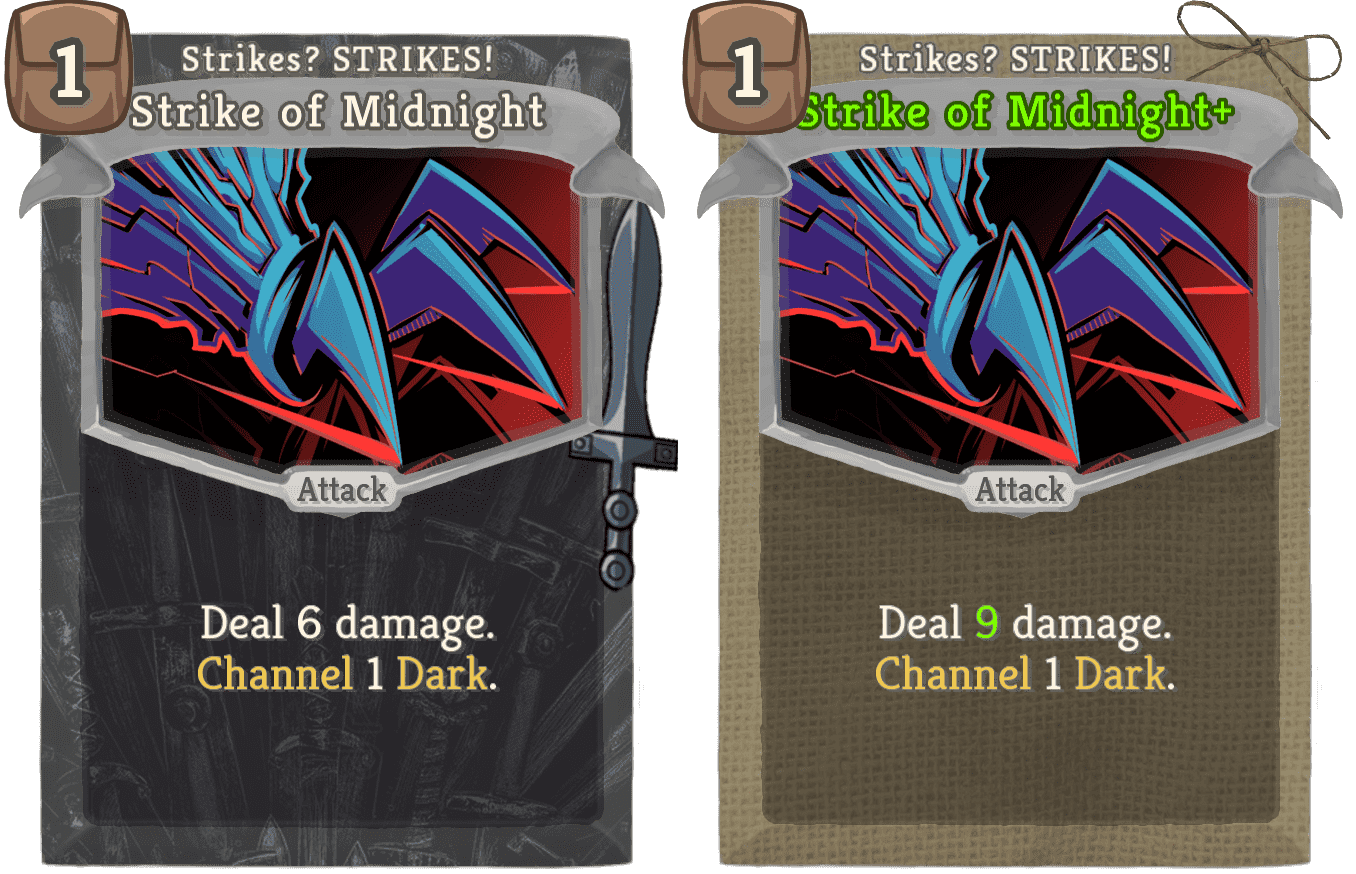 1
Strikes? STRIKES!
Strike of Midnight
Attack
Deal 6 damage.
Channel 1 Dark.
1
Strikes? STRIKES!
Strike of Midnight+
Attack
Deal 9 damage.
Channel 1 Dark.